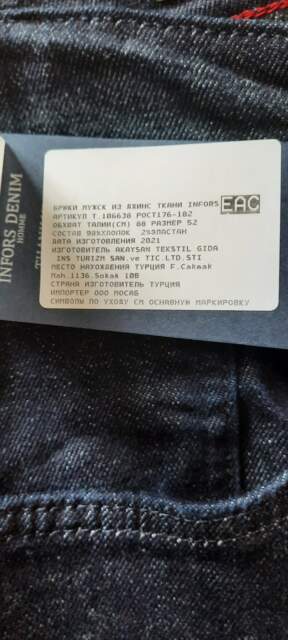 INFORS DENIM
HOMME
БРЮКИ МУЖСК ИЗ ДЖИНС ТКАНИ INFORS
EAC
АРТИКУЛ T.106638 РОСТ176-182
ОБХВАТ ТАЛИИ(СМ) 88 РАЗМЕР 52
СОСТАВ 98%ХЛОПОК 2%ЭЛАСТАН
ДАТА ИЗГОТОВЛЕНИЯ 2021
ИЗГОТОВИТЕЛЬ AKAYSAN TEKSTIL GIDA
INS TURIZM SAN.ve TIC.LTD.STI
МЕСТО НАХОЖДЕНИЯ ТУРЦИЯ F.Cakmak
Mah.1136.Sokak 10B
СТРАНА ИЗГОТОВИТЕЛЬ ТУРЦИЯ
ИМПОРТЕР ООО МОСАБ
СИМВОЛЫ ПО УХОДУ СМ ОСНАВНУЮ МАРКИРОВКУ